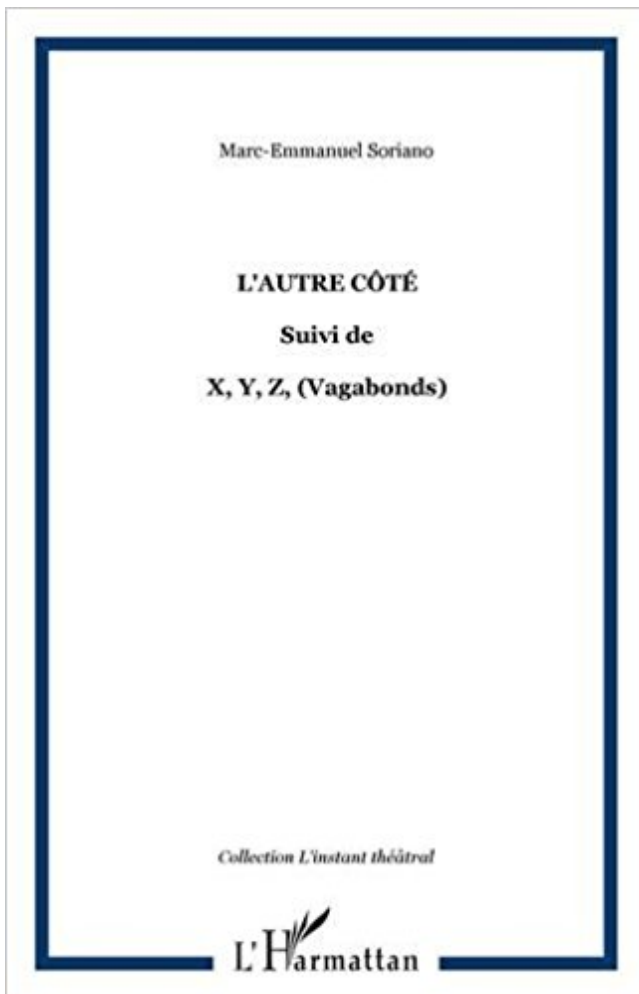 Marc-Emmanuel Soriano
L'AUTRE CÔTÉ
Suivi de
X, Y, Z, (Vagabonds)
Collection L'instant théâtral
L'Harmattan